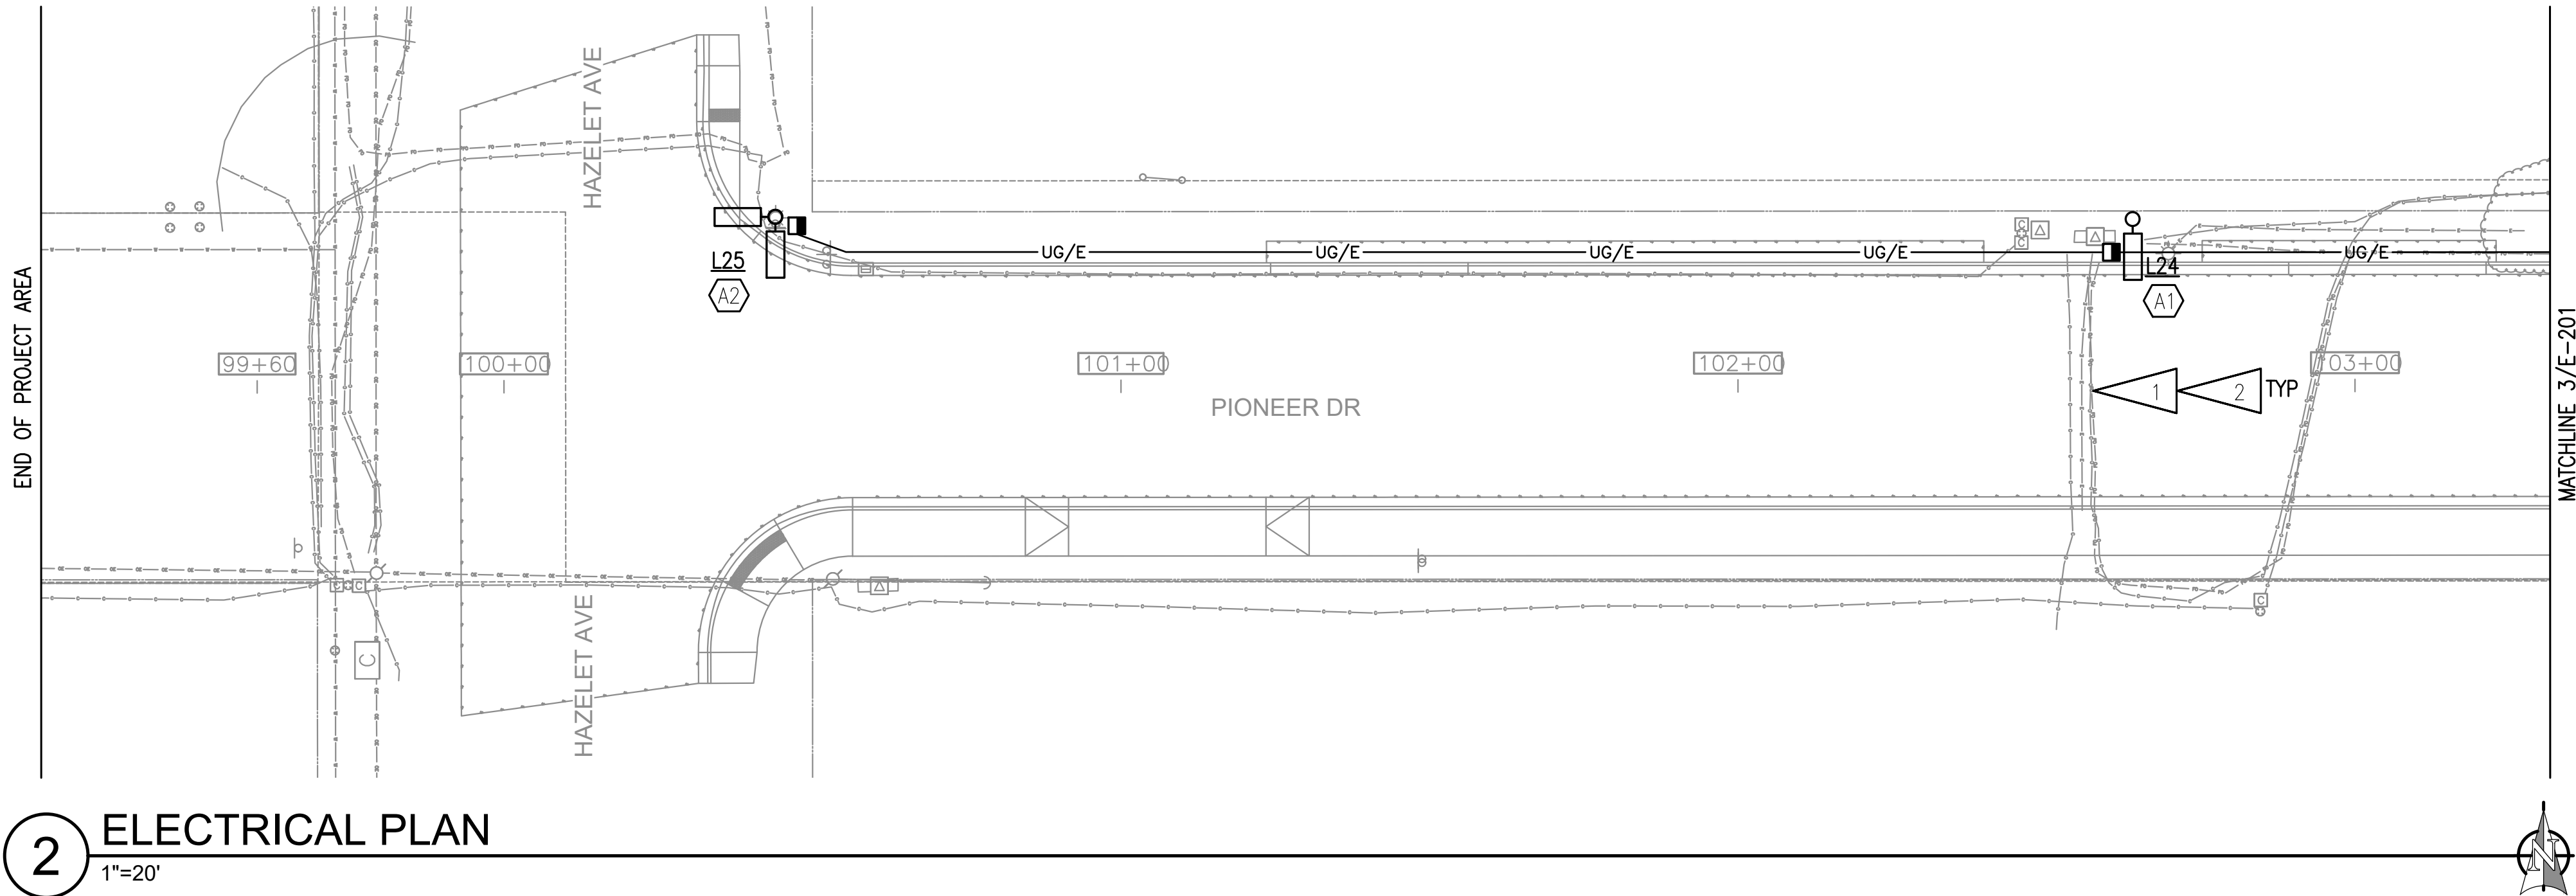 HAZELET AVE
UG/E UG/E UG/E UG/E UG/E
L25
A2
L24
A1
END OF PROJECT AREA
99+60
100+00
101+00
102+00
103+00
MATCHLINE 3/E-201
1
2
TYP
PIONEER DR
C
C
C
C
C
C
HAZELET AVE
2
ELECTRICAL PLAN
1"=20'
N